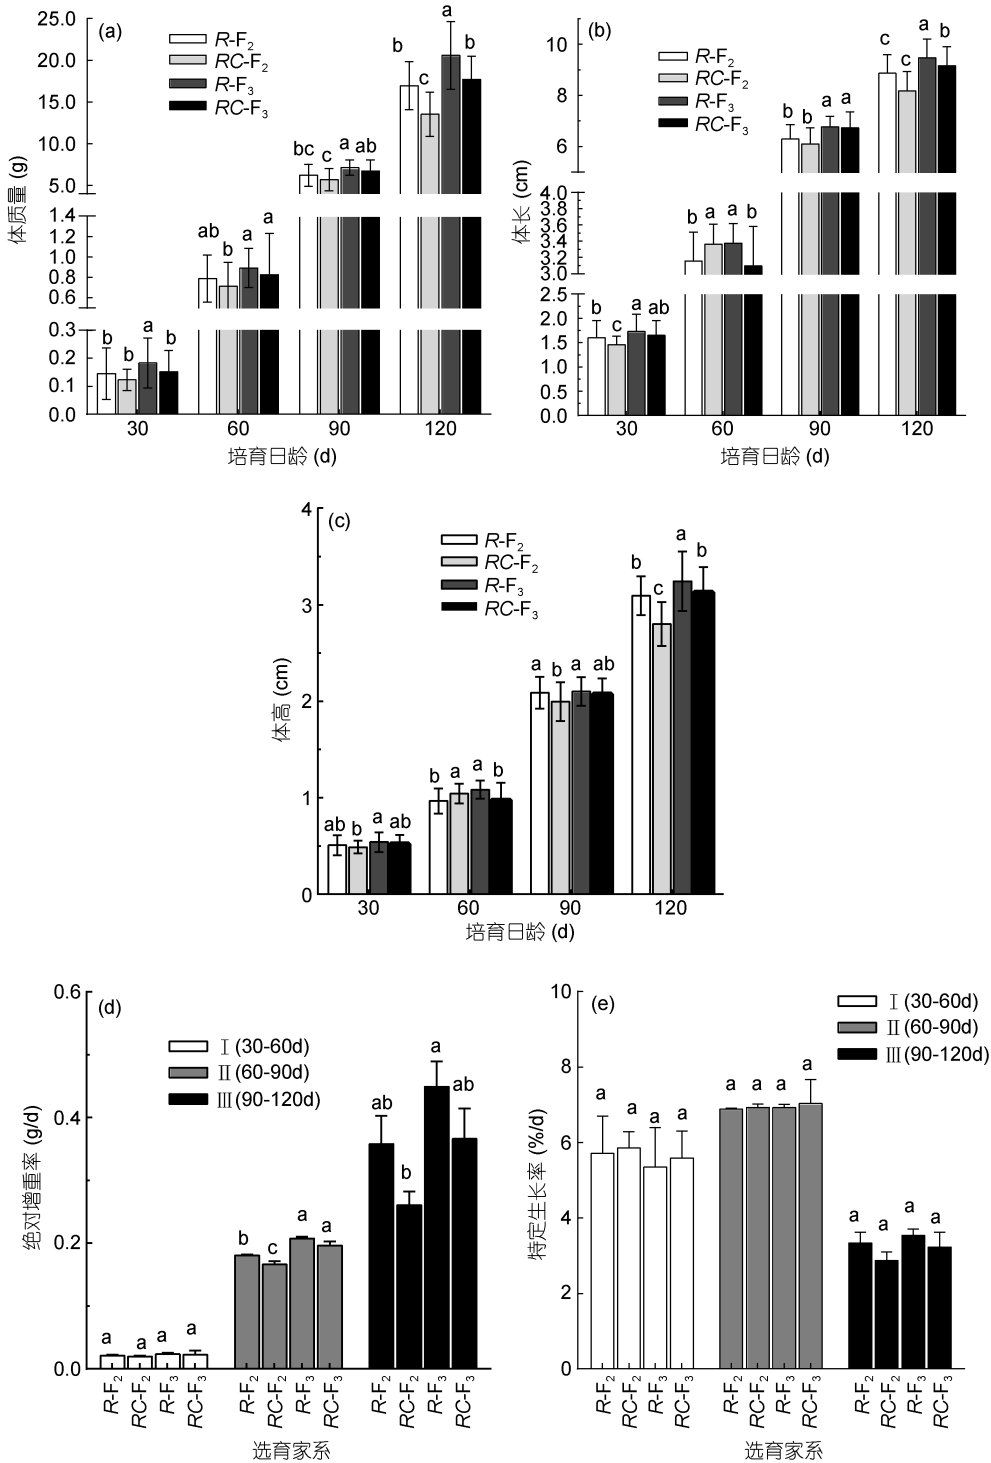 (a)
R-F2
RC-F2
R-F3
RC-F3
25.0
20.0
15.0
10.0
5.0
1.4
1.2
1.0
0.8
0.6
0.3
0.2
0.1
0.0
体质量 (g)
b b a b
ab b a a
bc c a ab
b c a b
30 60 90 120
培育日龄 (d)
(b)
R-F2
RC-F2
R-F3
RC-F3
10
8
6
4.0
3.8
3.6
3.4
3.2
3.0
2.5
2.0
1.5
1.0
0.5
0.0
体长 (cm)
b c a ab
b a a b
b b a a
c c a b
30 60 90 120
培育日龄 (d)
(c)
R-F2
RC-F2
R-F3
RC-F3
4
3
2
1
0
体高 (cm)
ab b a ab
b a a b
a b a ab
b c a b
30 60 90 120
培育日龄 (d)
(d)
Ⅰ (30-60d)
Ⅱ (60-90d)
Ⅲ (90-120d)
0.6
0.4
0.2
0.0
绝对增重率 (g/d)
a a a a
b c a a
ab b a ab
R-F2 RC-F2 R-F3 RC-F3 R-F2 RC-F2 R-F3 RC-F3 R-F2 RC-F2 R-F3 RC-F3
选育家系
(e)
Ⅰ (30-60d)
Ⅱ (60-90d)
Ⅲ (90-120d)
10
8
6
4
2
0
特定生长率 (%/d)
a a a a
a a a a
a a a a
R-F2 RC-F2 R-F3 RC-F3 R-F2 RC-F2 R-F3 RC-F3 R-F2 RC-F2 R-F3 RC-F3
选育家系